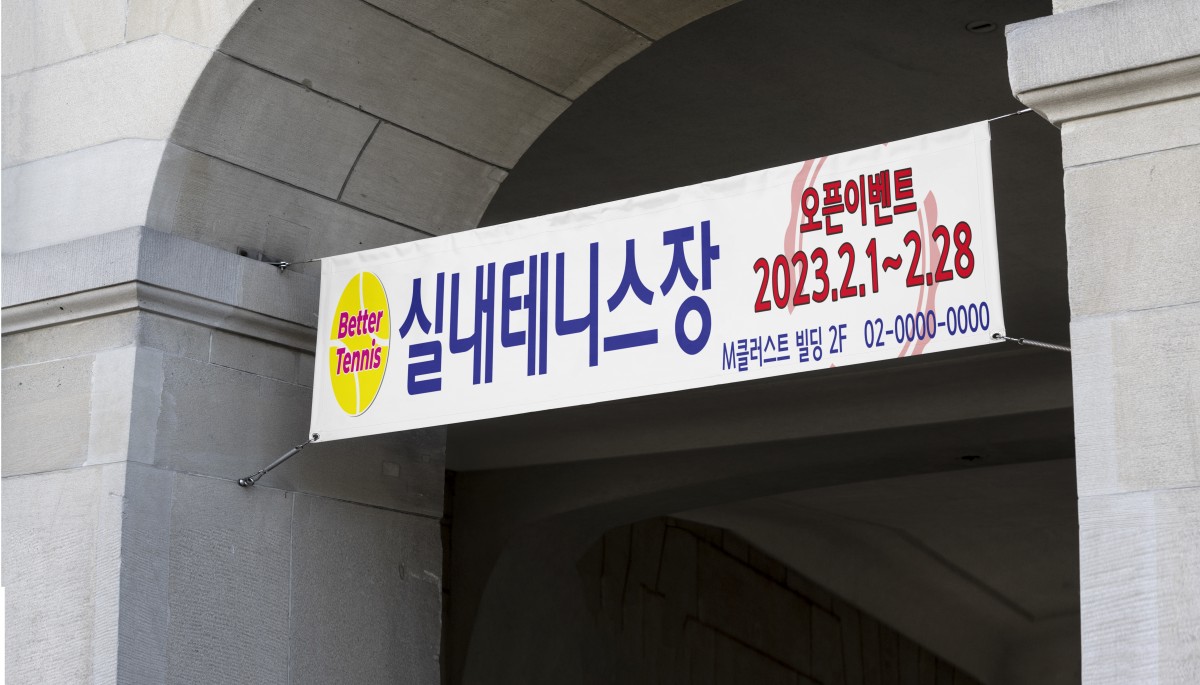 Better
Tennis
실내테니스장
오픈이벤트
2023.2.1~2.28
M클러스트 빌딩 2F 02-0000-0000